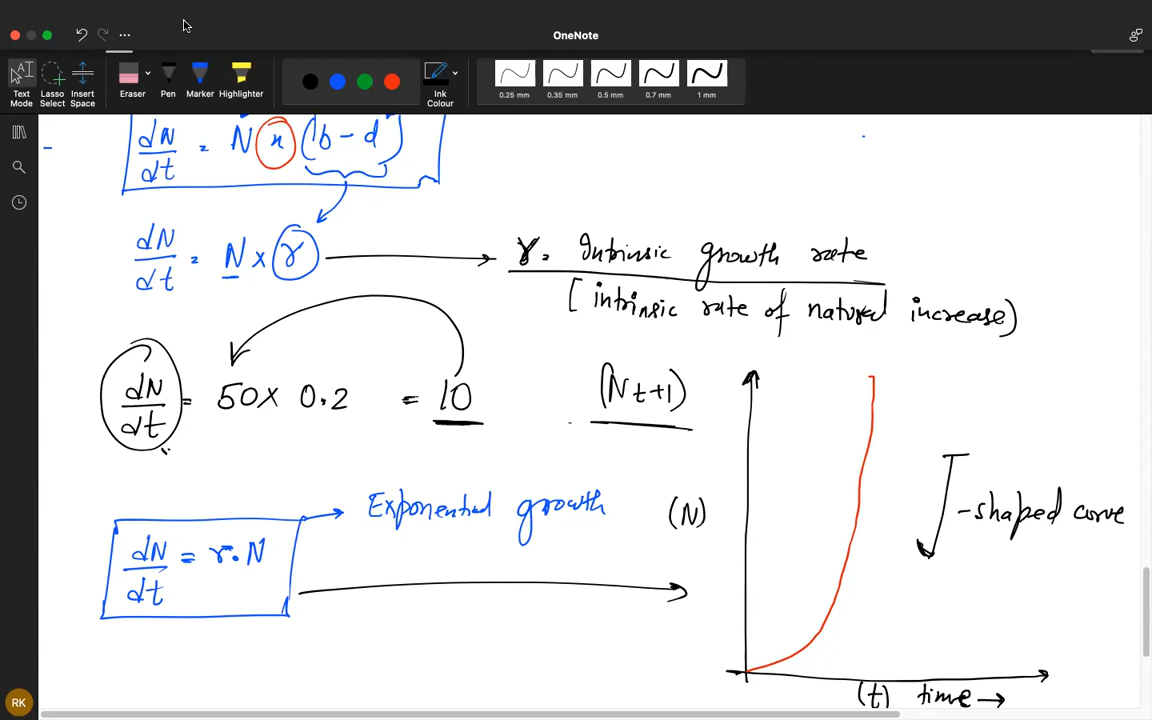 OneNote
Text Mode
Lasso Select
Insert Space
Eraser
Pen
Marker
Highlighter
Ink Colour
0.25 mm
0.35 mm
0.5 mm
0.7 mm
1 mm
dN/dt = N (x) (b - d)
dN/dt = N × r
r = Intrinsic growth rate
[intrinsic rate of natural increase)
dN/dt = 50 × 0.2 = 10
(Nt+1)
Exponential growth
(N)
J-shaped curve
dN/dt = r.N
(t) time →
RK